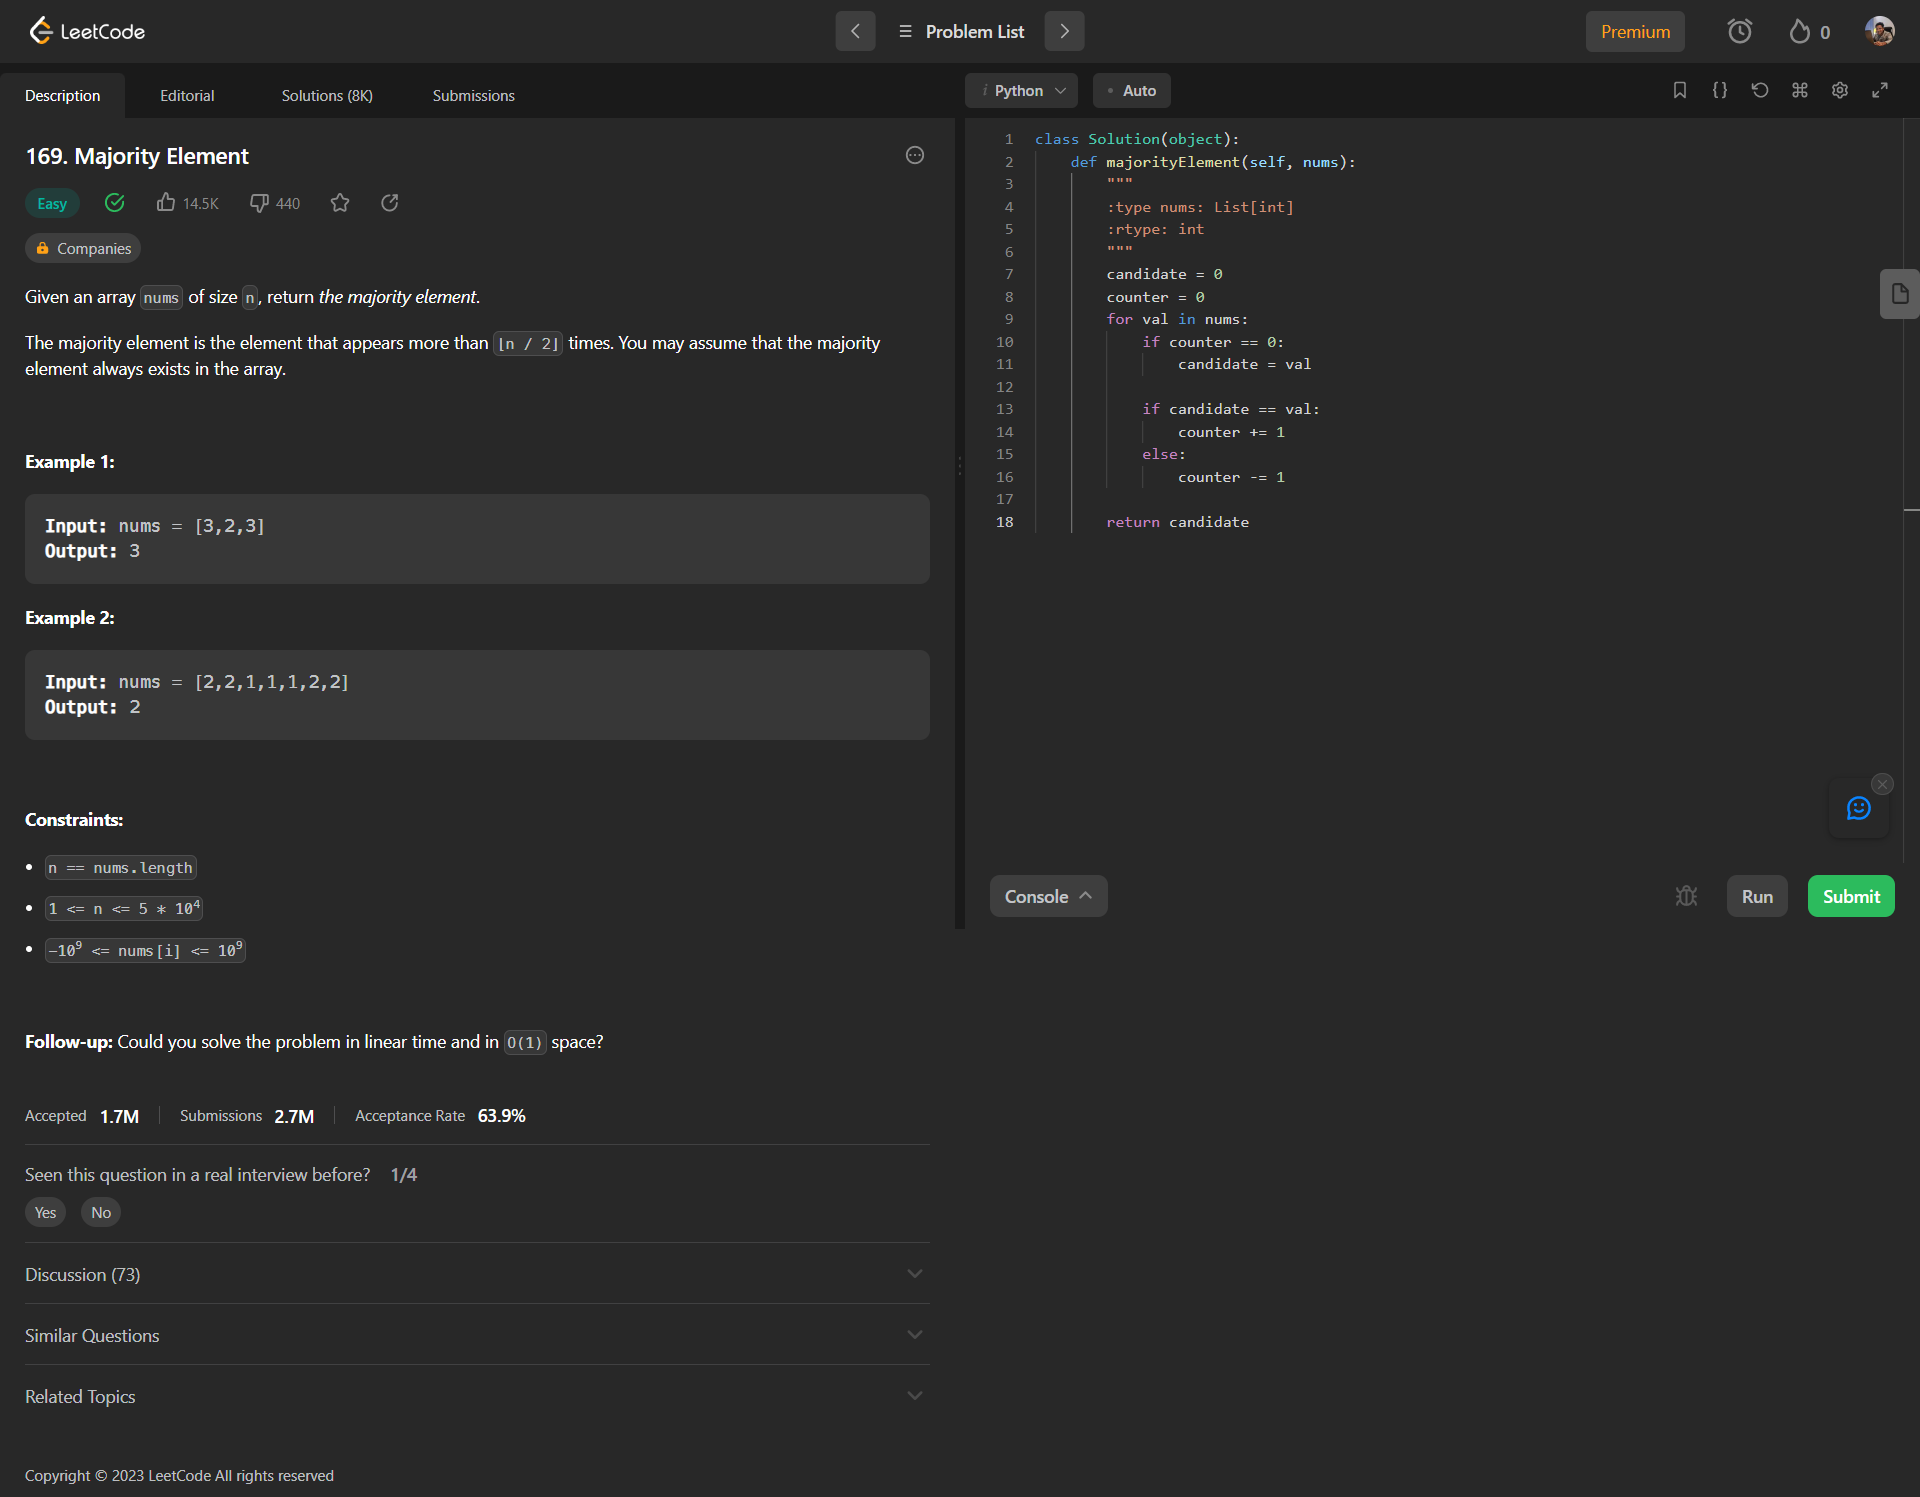 LeetCode
Problem List
Premium
0
Description
Editorial
Solutions (8K)
Submissions
169. Majority Element
Easy
14.5K
440
Companies
Given an array nums of size n, return the majority element.
The majority element is the element that appears more than ⌊n / 2⌋ times. You may assume that the majority
element always exists in the array.
Example 1:
Input: nums = [3,2,3]
Output: 3
Example 2:
Input: nums = [2,2,1,1,1,2,2]
Output: 2
Constraints:
• n == nums.length
• 1 <= n <= 5 * 10⁴
• -10⁹ <= nums[i] <= 10⁹
Follow-up: Could you solve the problem in linear time and in O(1) space?
Accepted 1.7M
Submissions 2.7M
Acceptance Rate 63.9%
Seen this question in a real interview before? 1/4
Yes
No
Discussion (73)
Similar Questions
Related Topics
Copyright © 2023 LeetCode All rights reserved
i Python
• Auto
{}
1 class Solution(object):
2     def majorityElement(self, nums):
3         """
4         :type nums: List[int]
5         :rtype: int
6         """
7         candidate = 0
8         counter = 0
9         for val in nums:
10             if counter == 0:
11                 candidate = val
12
13             if candidate == val:
14                 counter += 1
15             else:
16                 counter -= 1
17
18         return candidate
Console
Run
Submit